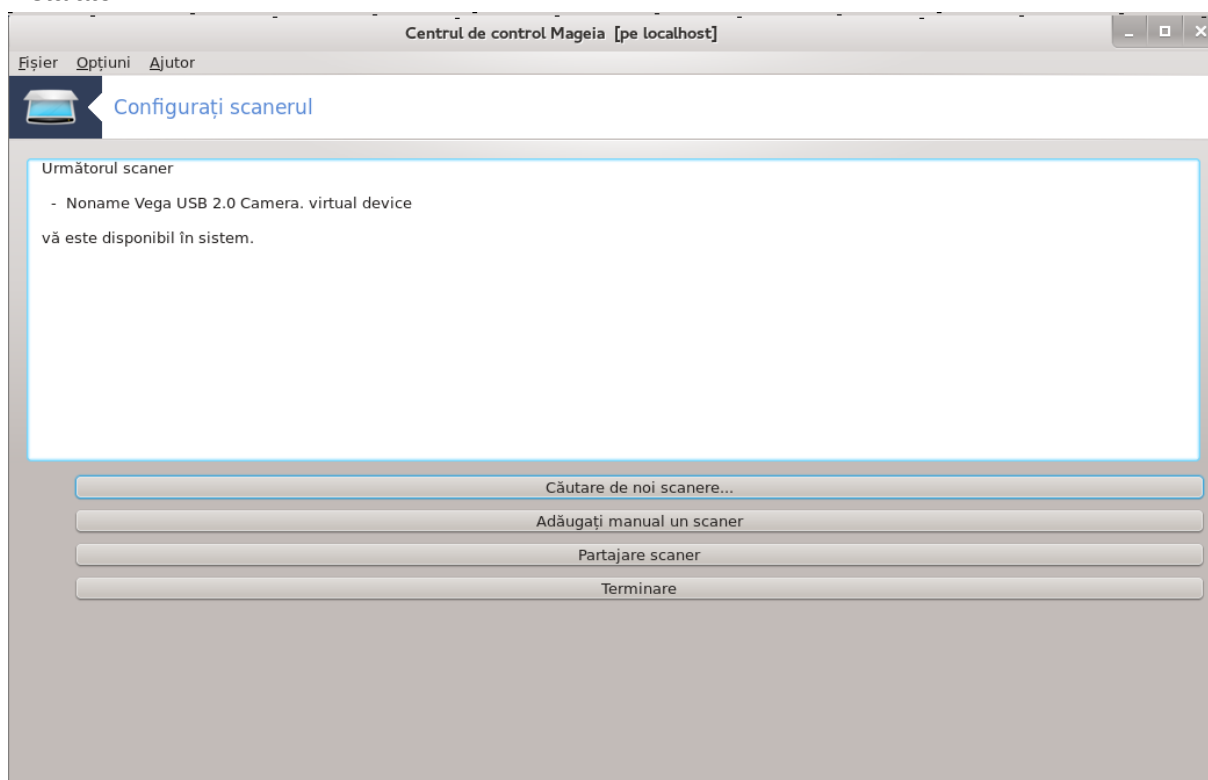 Centrul de control Mageia [pe localhost]
Fișier Opțiuni Ajutor
Configurați scanerul
Următorul scaner
- Noname Vega USB 2.0 Camera. virtual device
vă este disponibil în sistem.
Căutare de noi scanere...
Adăugați manual un scaner
Partajare scaner
Terminare